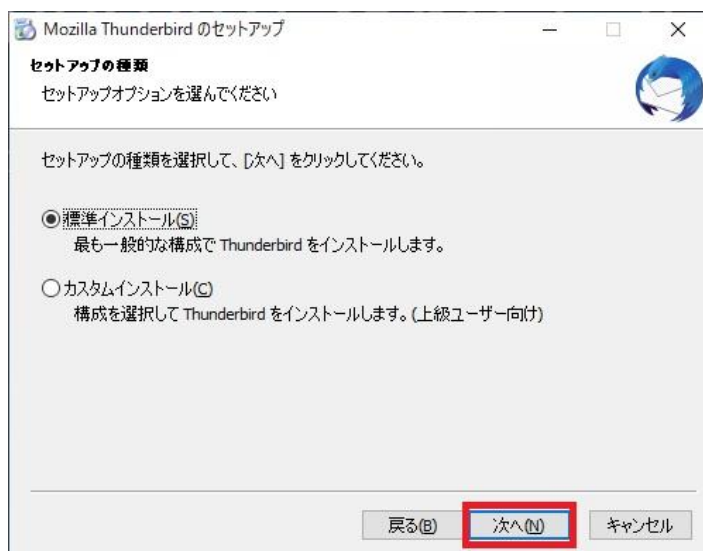 Mozilla Thunderbird のセットアップ
セットアップの種類
セットアップオプションを選んでください
セットアップの種類を選択して、[次へ] をクリックしてください。
標準インストール(S)
最も一般的な構成で Thunderbird をインストールします。
カスタムインストール(C)
構成を選択して Thunderbird をインストールします。(上級ユーザー向け)
戻る(B) 次へ(N) キャンセル